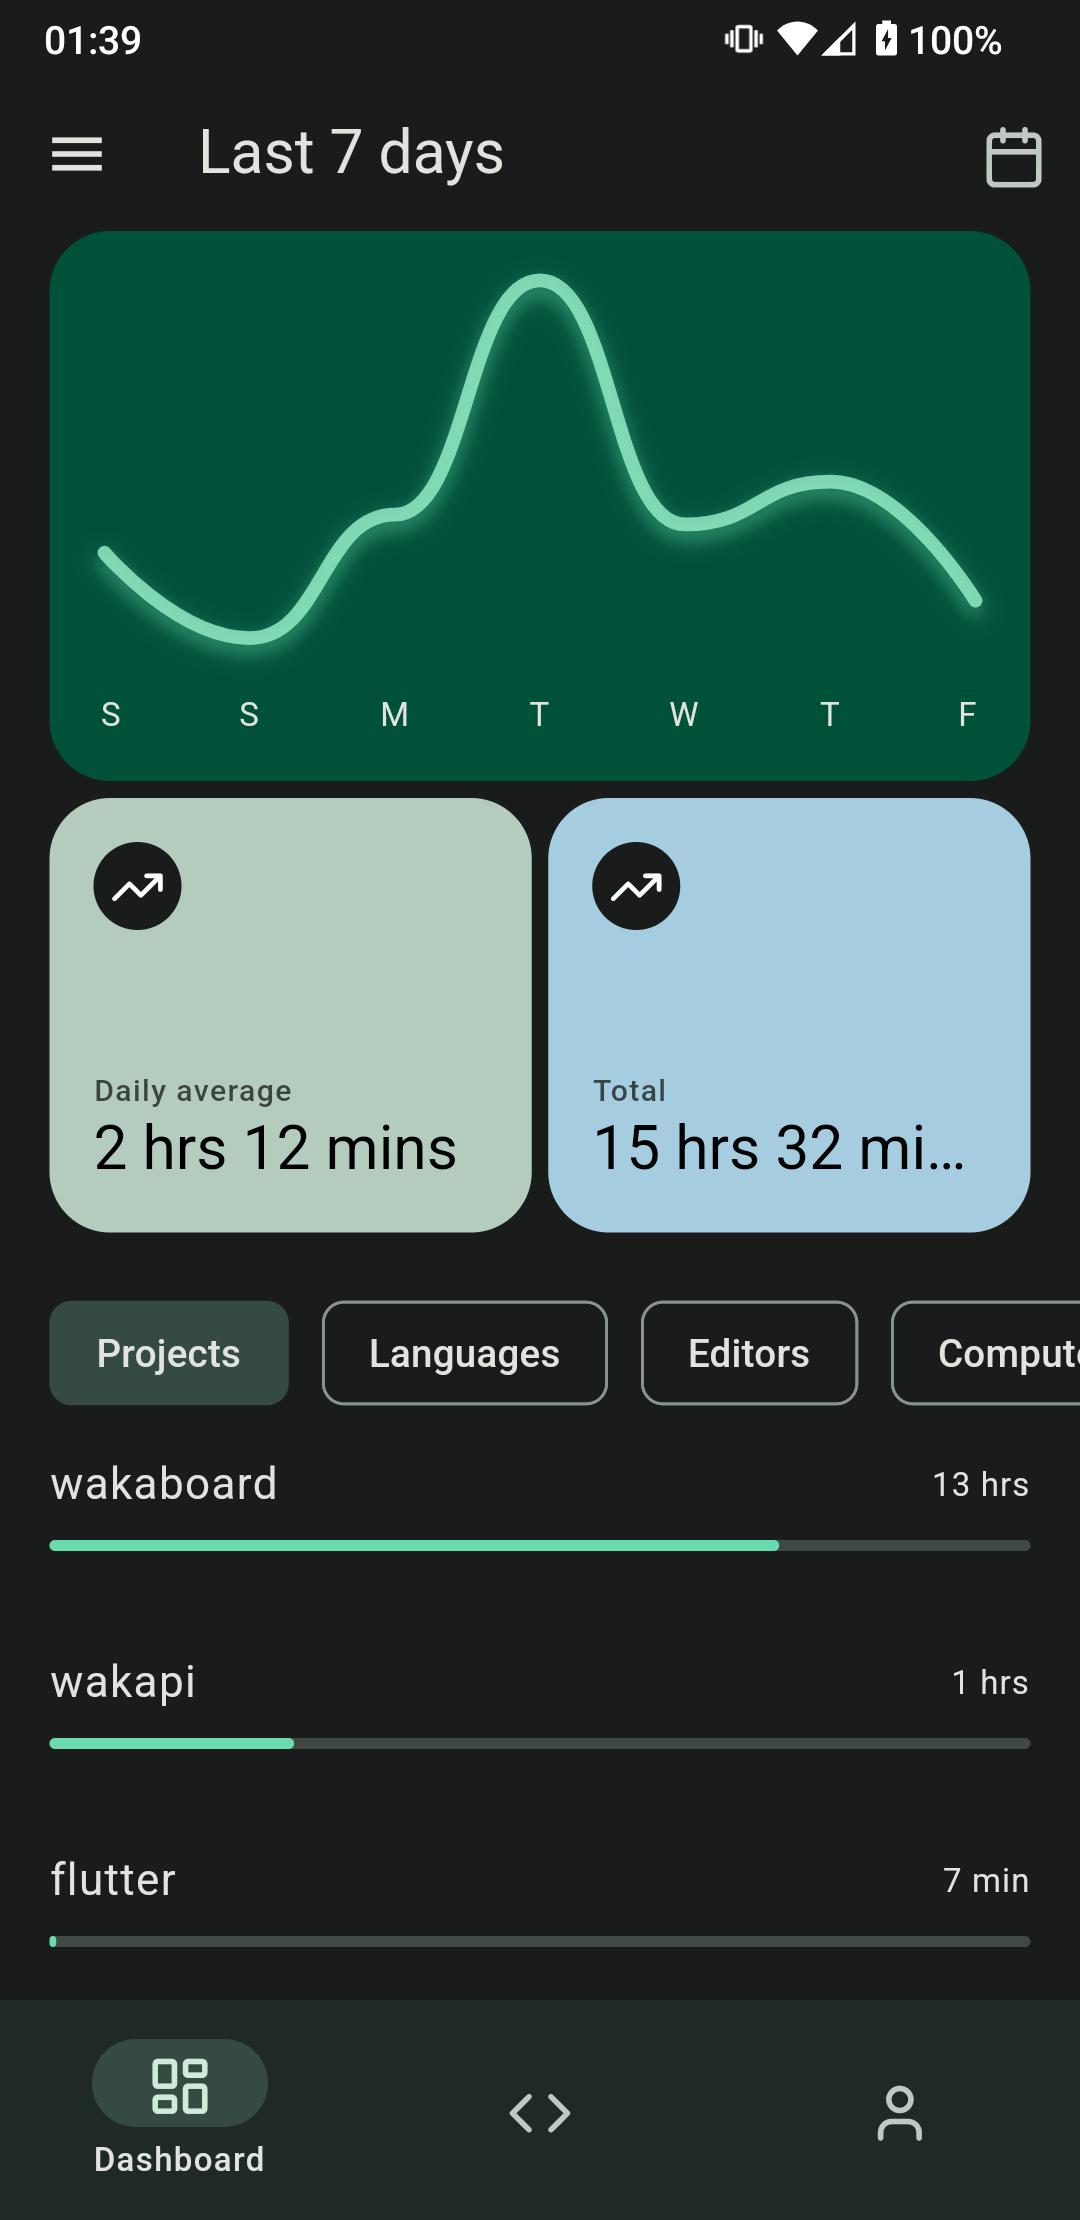 01:39 100%
Last 7 days
S S M T W T F
Daily average
2 hrs 12 mins
Total
15 hrs 32 mi...
Projects Languages Editors Compute
wakaboard 13 hrs
wakapi 1 hrs
flutter 7 min
Dashboard